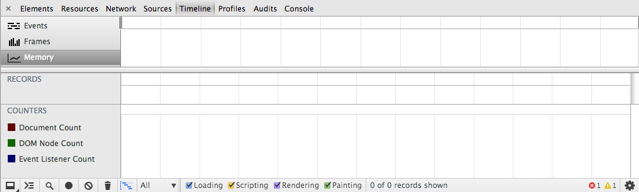 × Elements Resources Network Sources Timeline Profiles Audits Console
Events
Frames
Memory
RECORDS
COUNTERS
Document Count
DOM Node Count
Event Listener Count
All Loading Scripting Rendering Painting 0 of 0 records shown 1 1